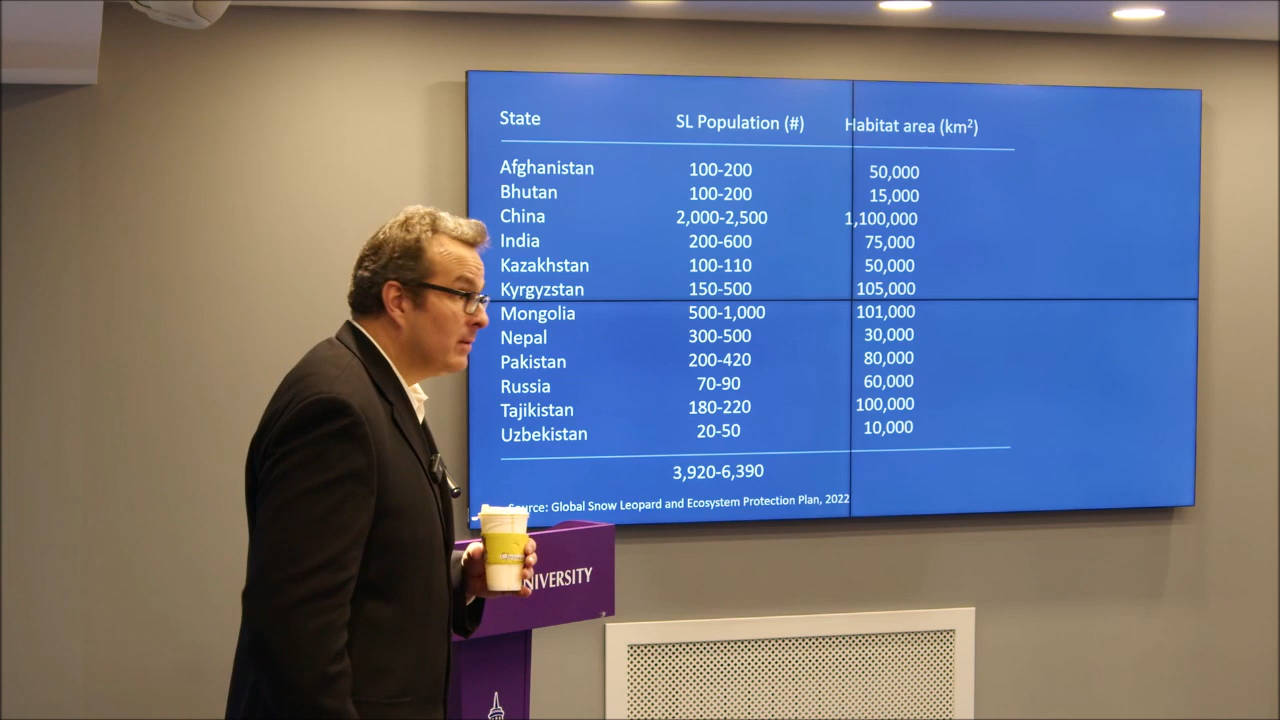 State SL Population (#) Habitat area (km²)
Afghanistan 100-200 50,000
Bhutan 100-200 15,000
China 2,000-2,500 1,100,000
India 200-600 75,000
Kazakhstan 100-110 50,000
Kyrgyzstan 150-500 105,000
Mongolia 500-1,000 101,000
Nepal 300-500 30,000
Pakistan 200-420 80,000
Russia 70-90 60,000
Tajikistan 180-220 100,000
Uzbekistan 20-50 10,000
3,920-6,390
Source: Global Snow Leopard and Ecosystem Protection Plan, 2022
NIVERSITY